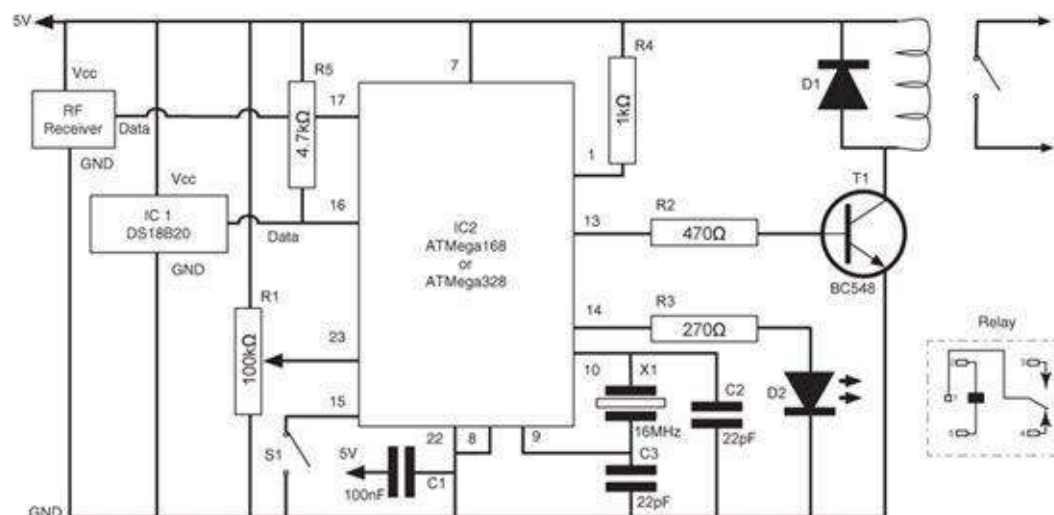 5V
Vcc
RF
Receiver
Data
GND
Vcc
IC 1
DS18B20
Data
GND
R5
4.7kΩ
17
16
7
R4
1kΩ
1
IC2
ATMega168
or
ATMega328
13
R2
470Ω
D1
T1
BC548
R1
100kΩ
23
15
14
R3
270Ω
10
X1
16MHz
C2
22pF
D2
S1
22
8
9
5V
100nF
C1
C3
22pF
GND
Relay